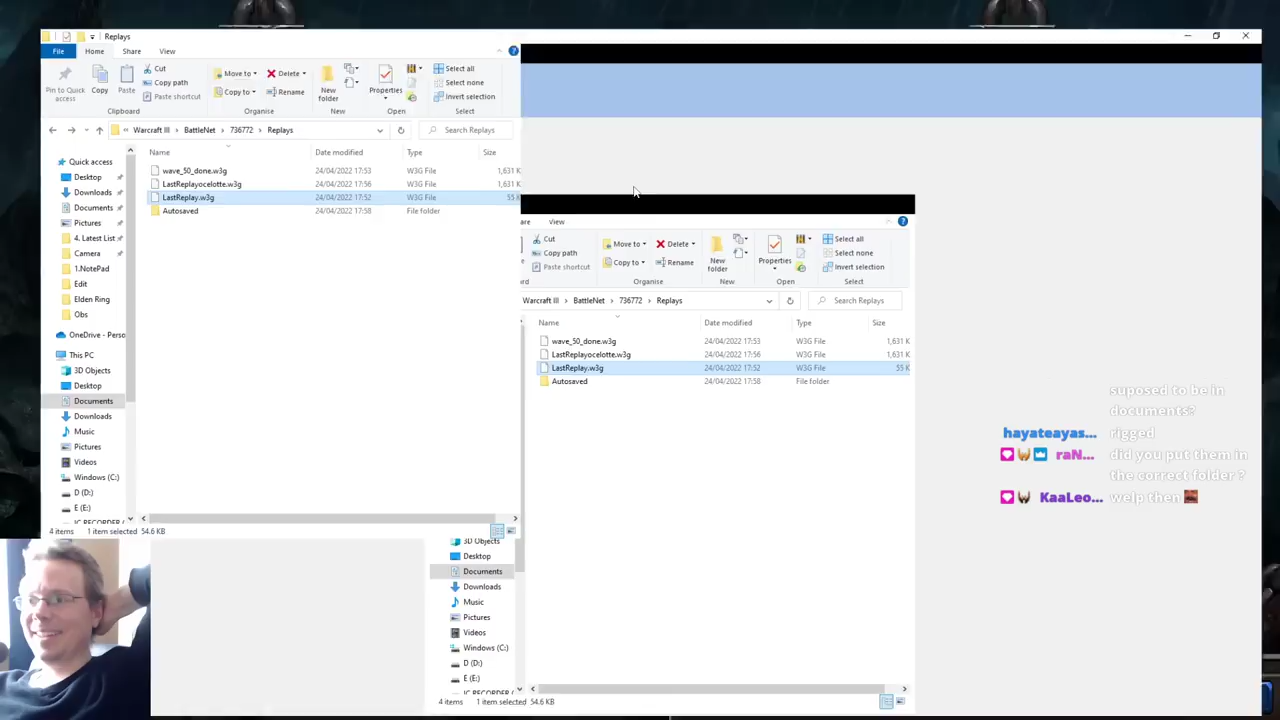 Replays
File Home Share View
Pin to Quick access
Copy
Paste
Cut
Copy path
Paste shortcut
Clipboard
Move to
Copy to
Delete
Rename
Organise
New folder
New
Properties
Open
Select all
Select none
Invert selection
Select
« Warcraft III > BattleNet > 736772 > Replays
Search Replays
Name Date modified Type Size
wave_50_done.w3g 24/04/2022 17:53 W3G File 1,631 K
LastReplayocelotte.w3g 24/04/2022 17:56 W3G File 1,631 K
LastReplay.w3g 24/04/2022 17:52 W3G File 55 K
Autosaved 24/04/2022 17:58 File folder
Quick access
Desktop
Downloads
Documents
Pictures
4. Latest List
Camera
1.NotePad
Edit
Elden Ring
Obs
OneDrive - Perso
This PC
3D Objects
Desktop
Documents
Downloads
Music
Pictures
Videos
Windows (C:)
D (D:)
E (E:)
IC RECORDER (
4 items 1 item selected 54.6 KB
are View
Cut
Copy path
Paste shortcut
rd
Move to
Copy to
Delete
Rename
Organise
New folder
New
Properties
Open
Select all
Select none
Invert selection
Select
Warcraft III > BattleNet > 736772 > Replays
Search Replays
Name Date modified Type Size
wave_50_done.w3g 24/04/2022 17:53 W3G File 1,631 K
LastReplayocelotte.w3g 24/04/2022 17:56 W3G File 1,631 K
LastReplay.w3g 24/04/2022 17:52 W3G File 55 K
Autosaved 24/04/2022 17:58 File folder
3D Objects
Desktop
Documents
Downloads
Music
Pictures
Videos
Windows (C:)
D (D:)
E (E:)
IC RECORDER (
4 items 1 item selected 54.6 KB
suposed to be in
documents?
hayateayas... rigged
raN... did you put them in
the correct folder ?
KaaLeo... welp then